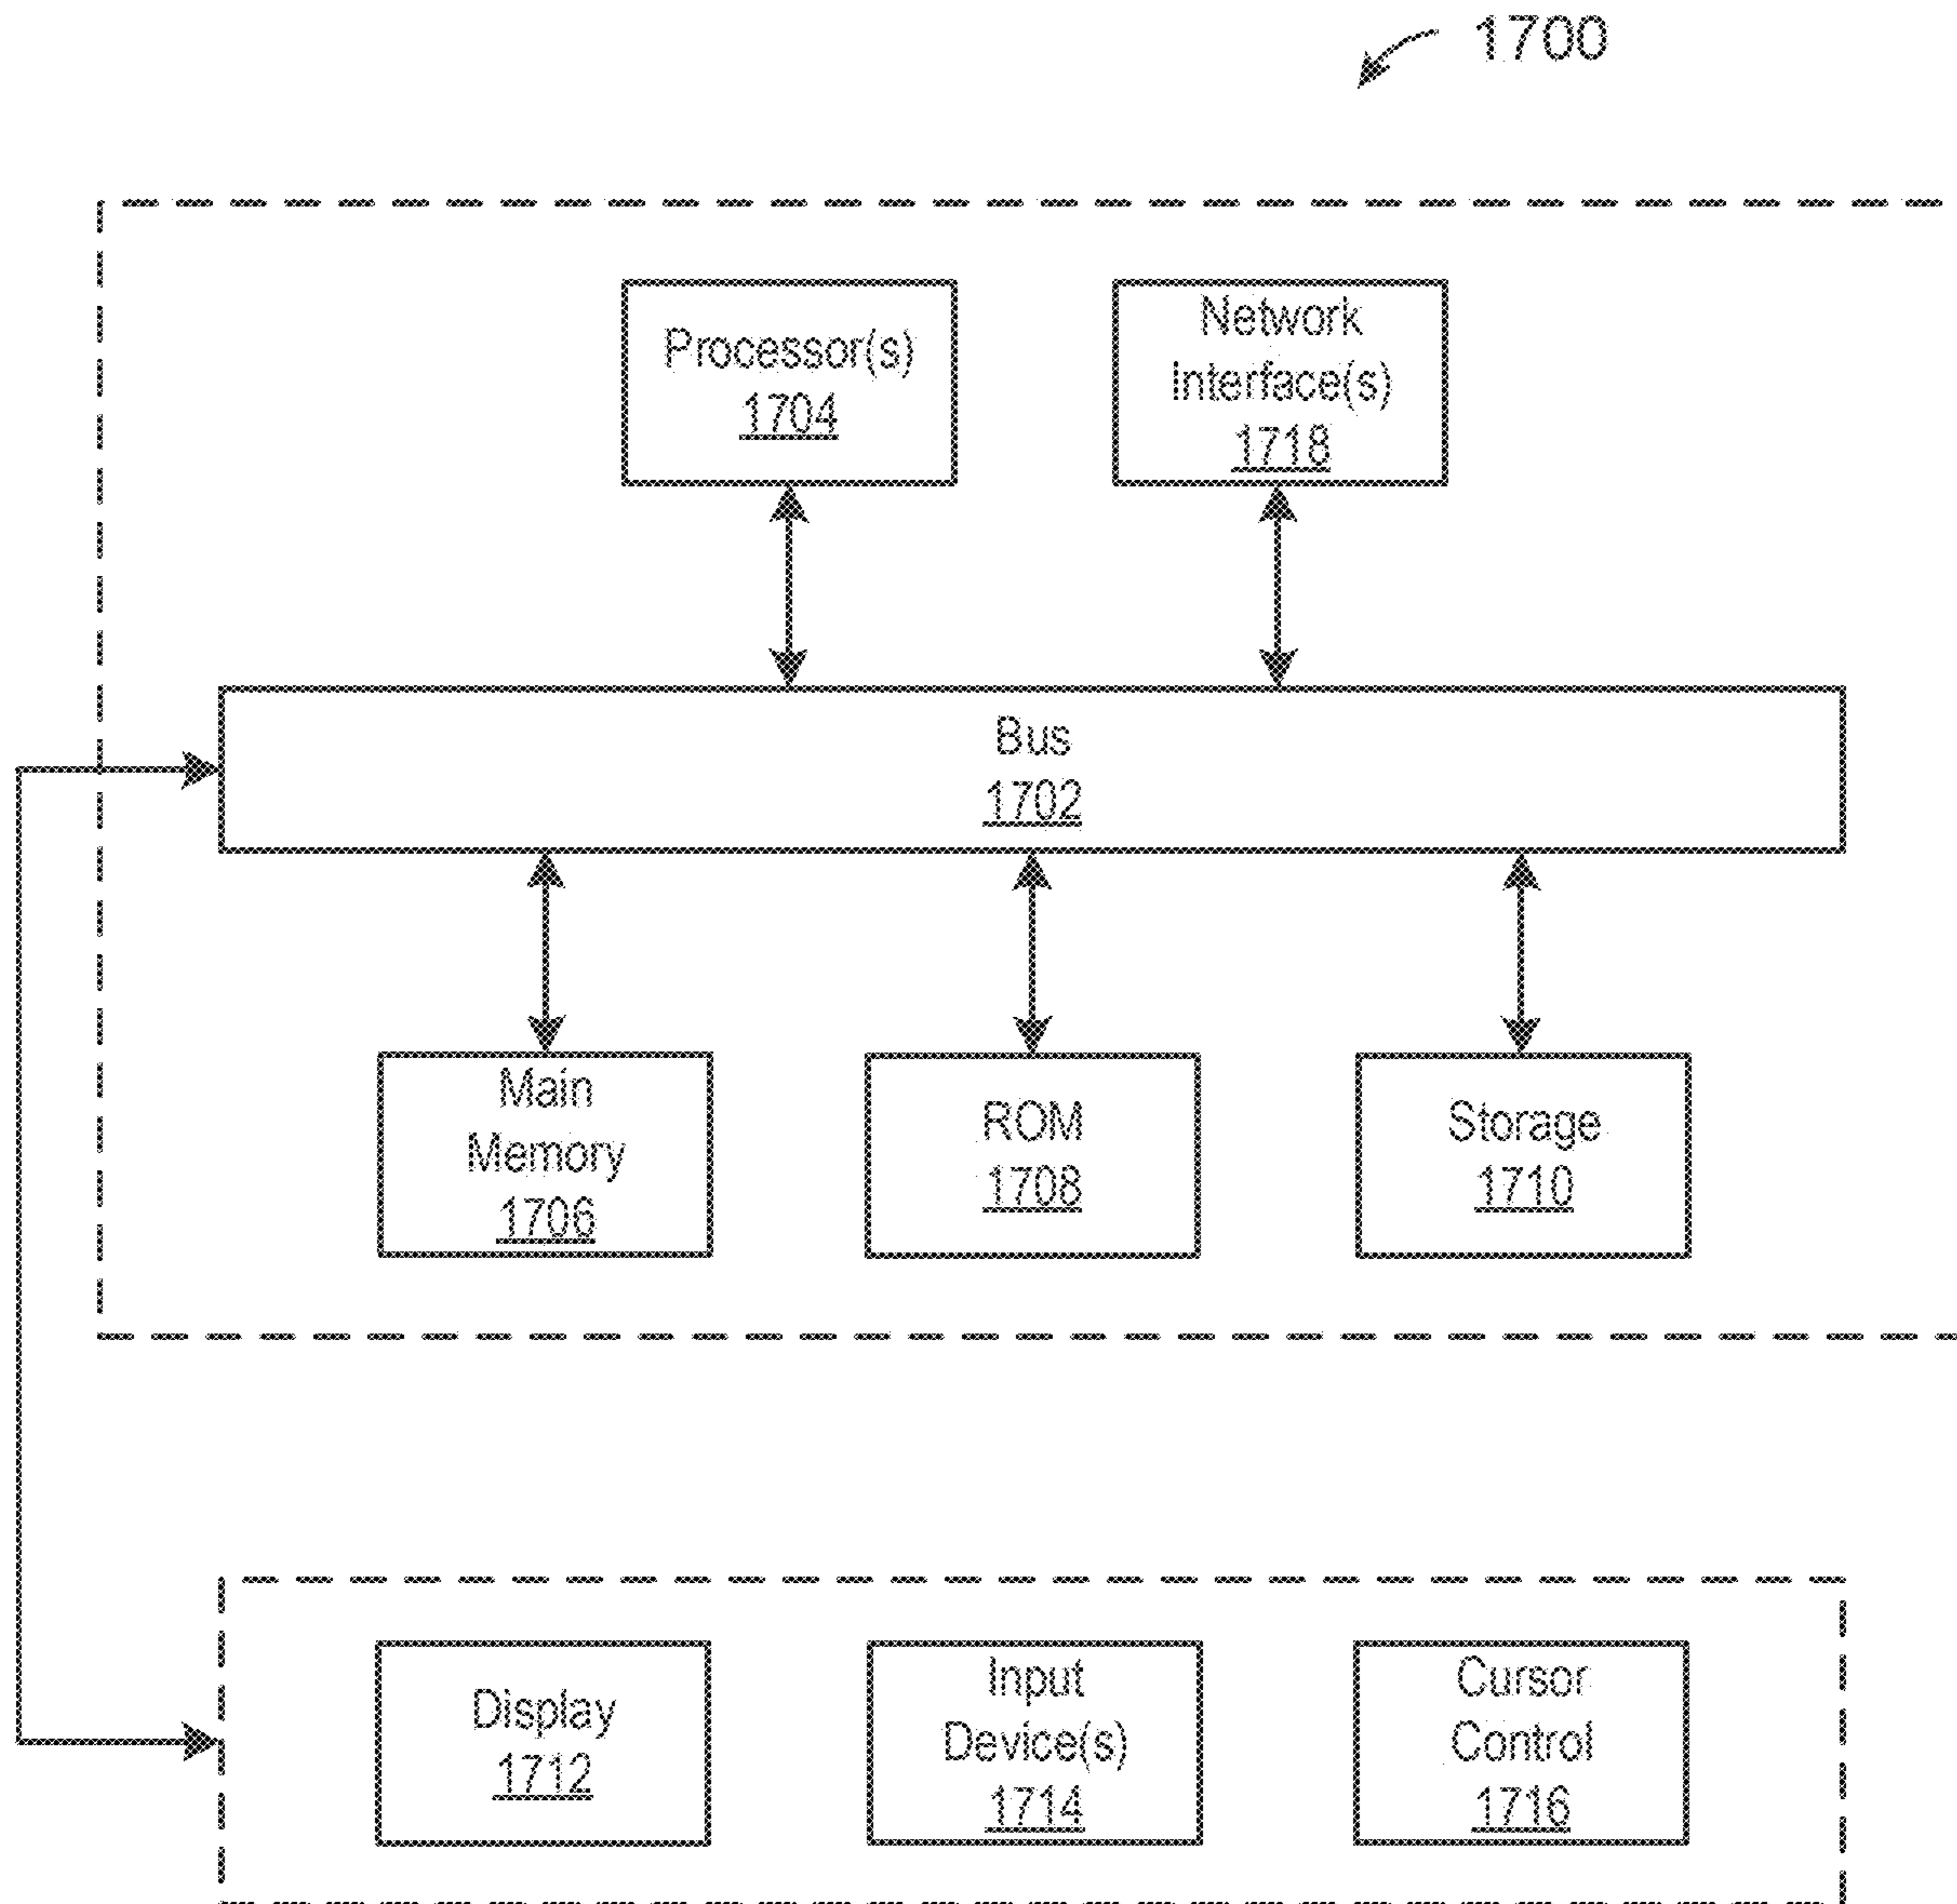 1700
Processor(s)
1704
Network
Interface(s)
1718
Bus
1702
Main
Memory
1706
ROM
1708
Storage
1710
Display
1712
Input
Device(s)
1714
Cursor
Control
1716